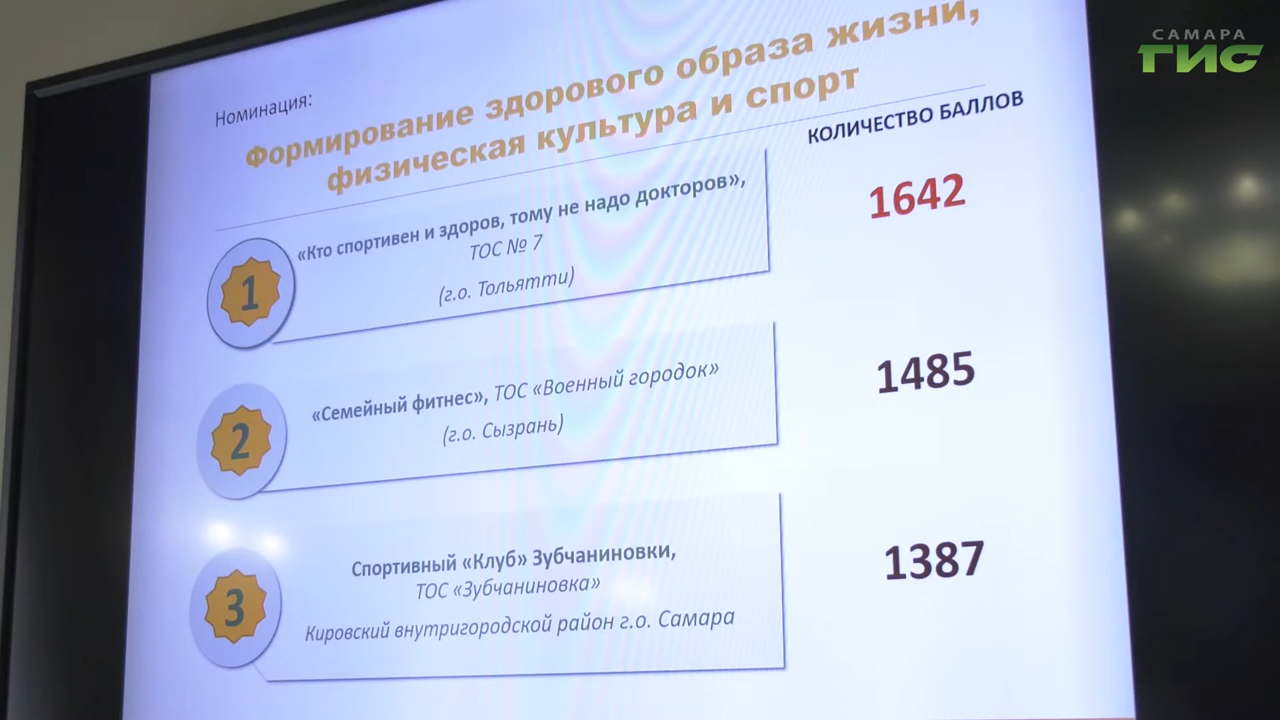 САМАРА
ГИС
Номинация:
Формирование здорового образа жизни,
физическая культура и спорт
КОЛИЧЕСТВО БАЛЛОВ
1
«Кто спортивен и здоров, тому не надо докторов»,
ТОС № 7
(г.о. Тольятти)
1642
2
«Семейный фитнес», ТОС «Военный городок»
(г.о. Сызрань)
1485
3
Спортивный «Клуб» Зубчаниновки,
ТОС «Зубчаниновка»
Кировский внутригородской район г.о. Самара
1387